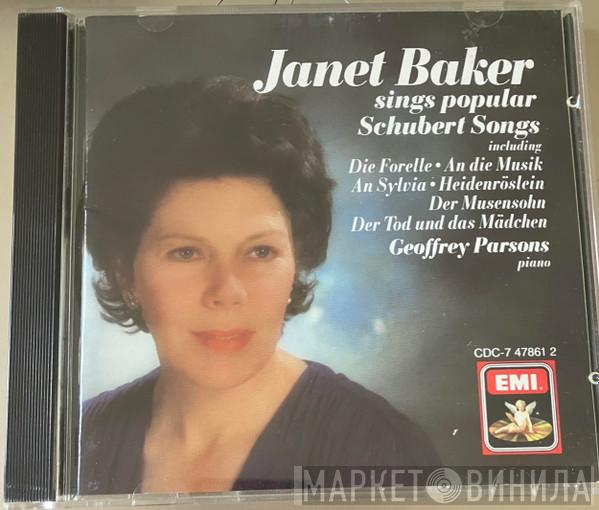 Janet Baker
sings popular
Schubert Songs
including
Die Forelle • An die Musik
An Sylvia • Heidenröslein
Der Musensohn
Der Tod und das Mädchen
Geoffrey Parsons
piano
CDC-7 47861 2
EMI
МАРКЕТ ВИНИЛА